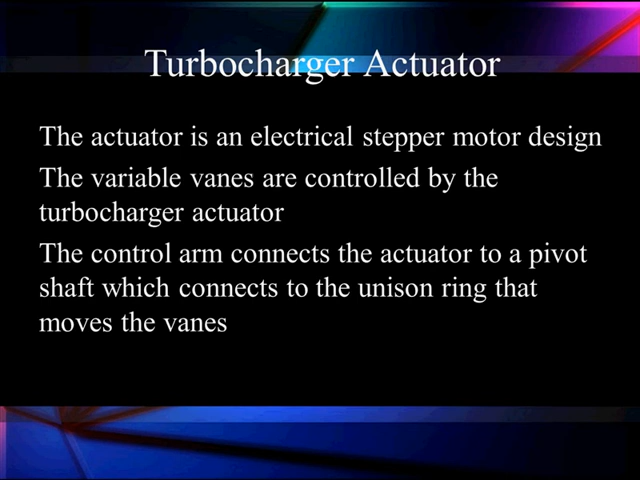 Turbocharger Actuator
The actuator is an electrical stepper motor design
The variable vanes are controlled by the
turbocharger actuator
The control arm connects the actuator to a pivot
shaft which connects to the unison ring that
moves the vanes